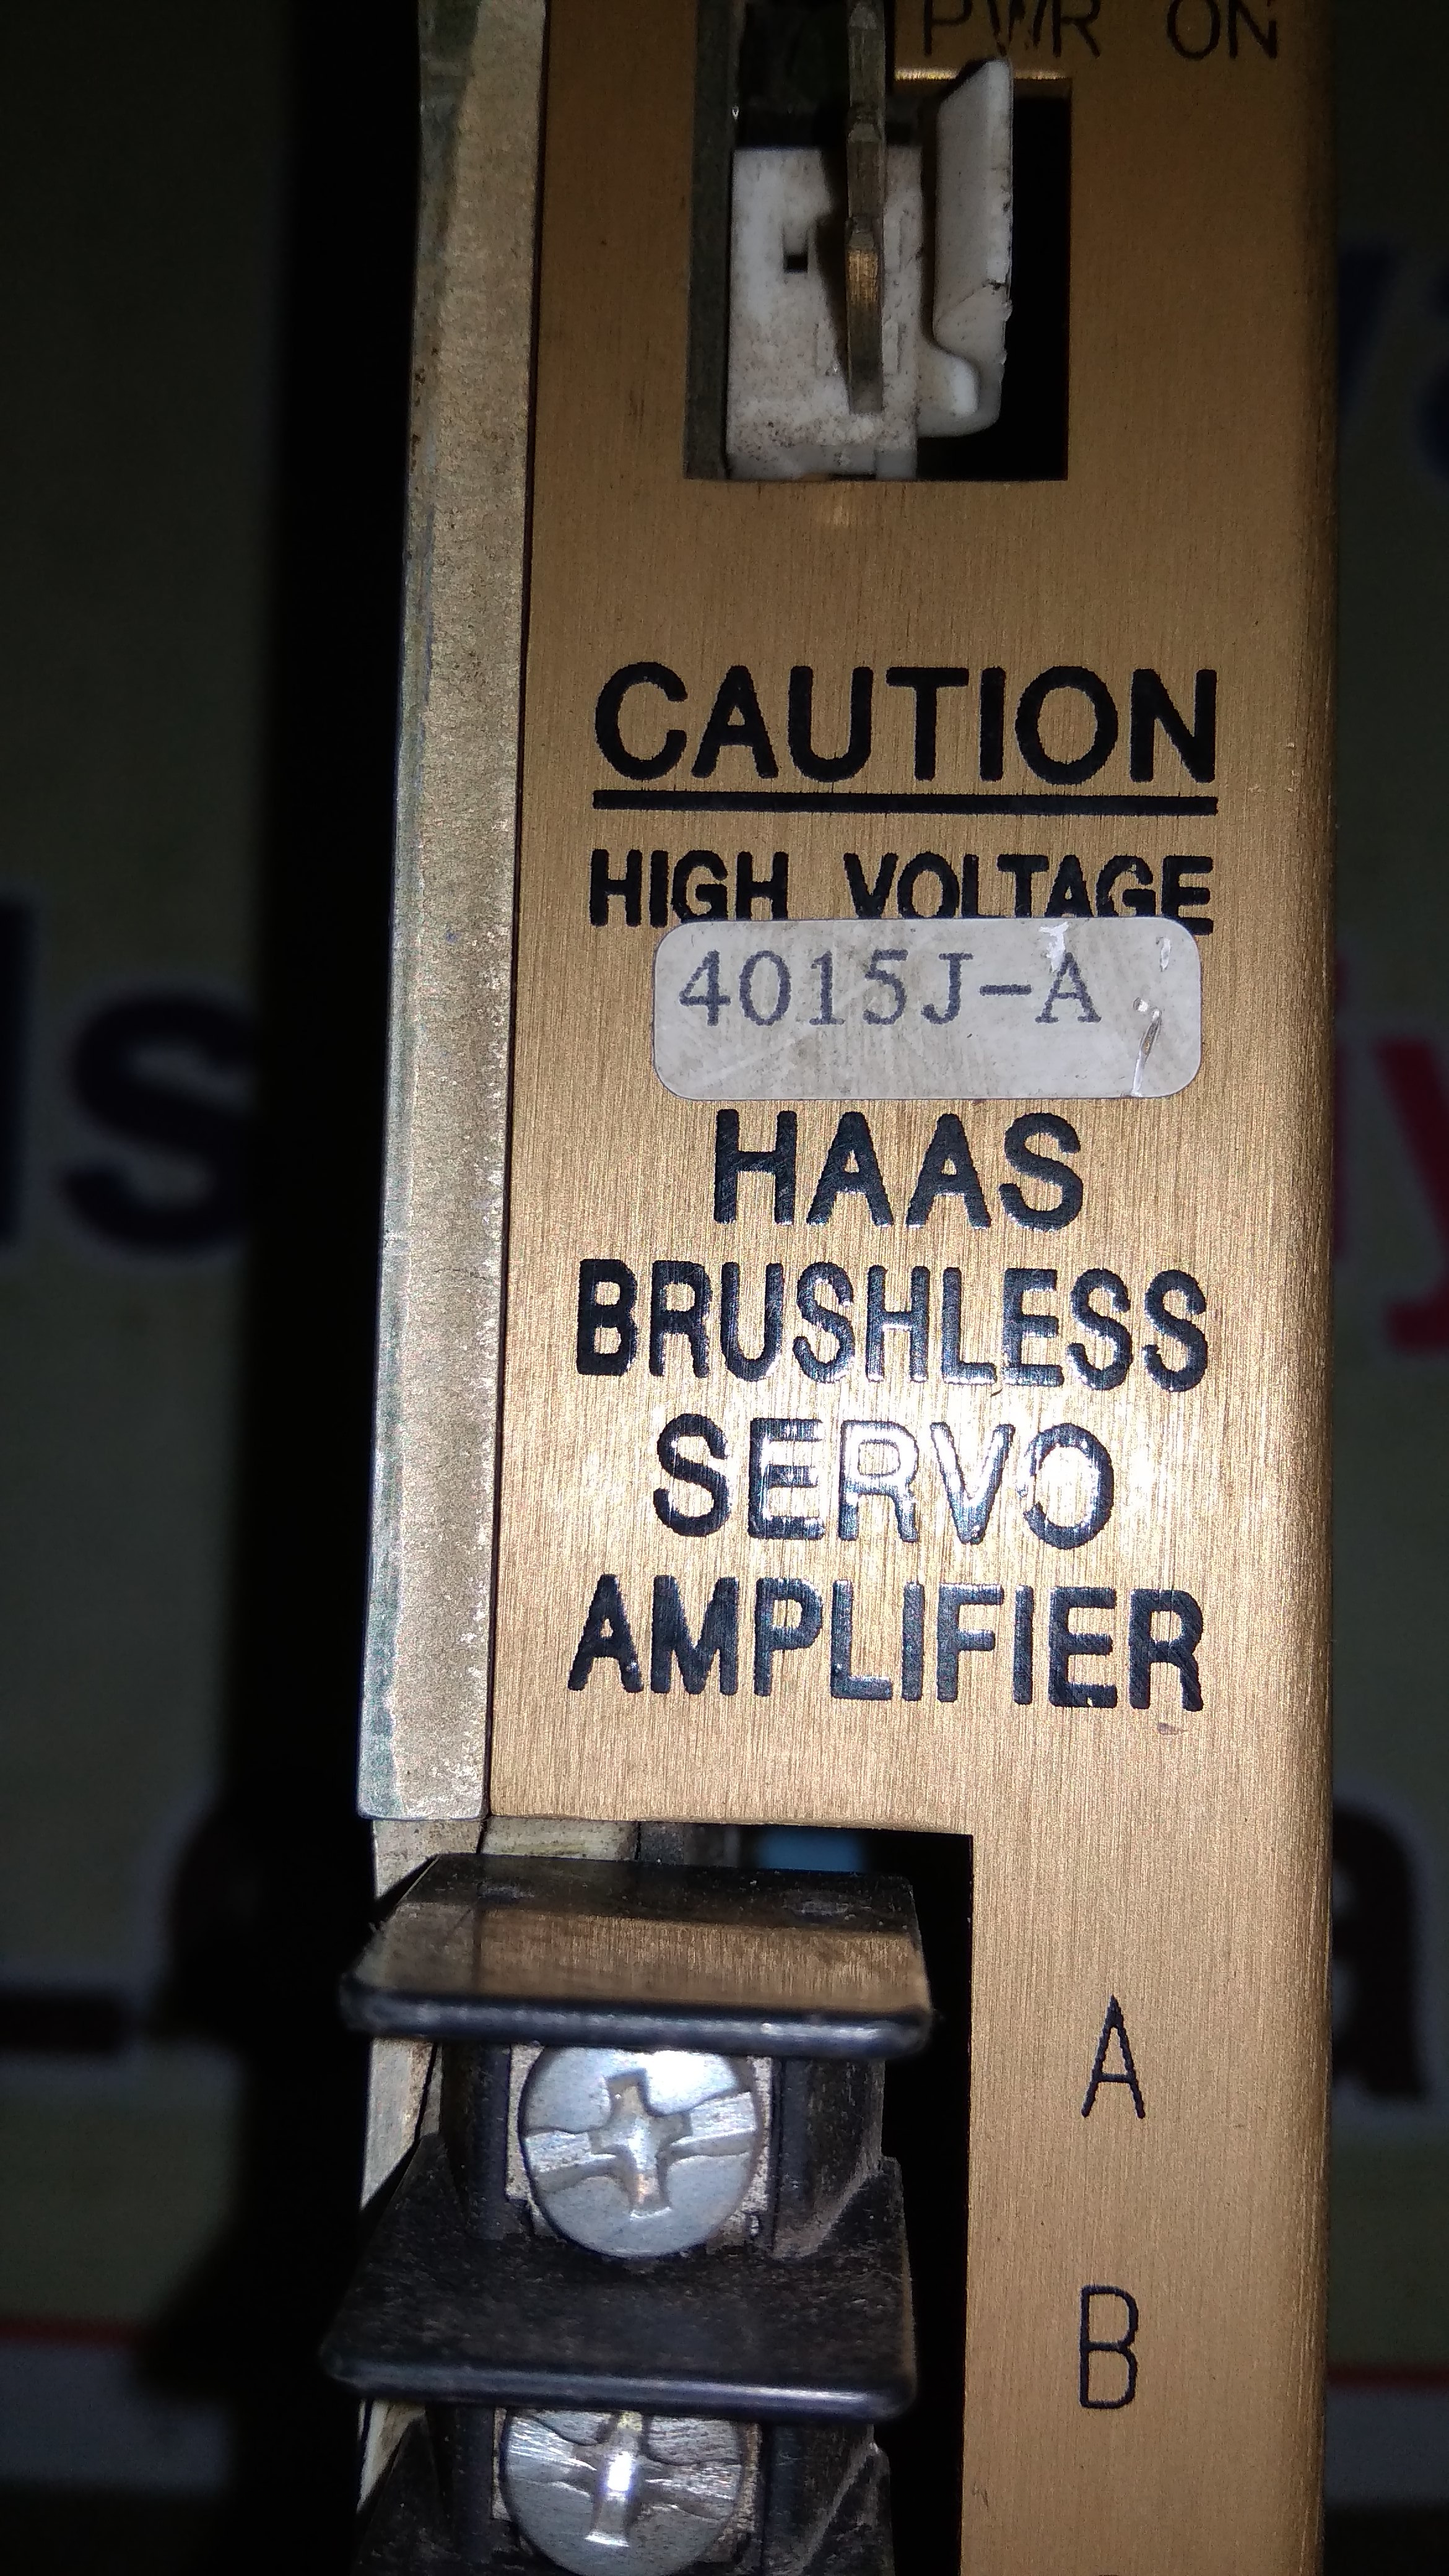 PWR ON
CAUTION
HIGH VOLTAGE
4015J-A
HAAS
BRUSHLESS
SERVO
AMPLIFIER
A
B